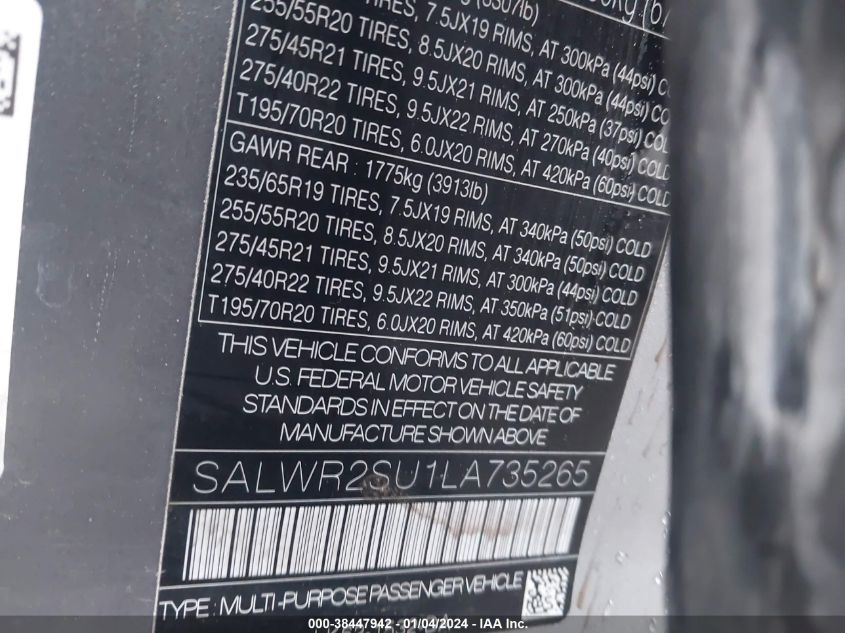 (3307lb)
7.5JX19 RIMS, AT 300kPa (44psi)
255/55R20 TIRES, 8.5JX20 RIMS, AT 300kPa (44psi) CO
275/45R21 TIRES, 9.5JX21 RIMS, AT 250kPa (37psi) COL
275/40R22 TIRES, 9.5JX22 RIMS, AT 270kPa (40psi) COL
T195/70R20 TIRES, 6.0JX20 RIMS, AT 420kPa (60psi) COLD
GAWR REAR : 1775kg (3913lb)
235/65R19 TIRES, 7.5JX19 RIMS, AT 340kPa (50psi) COLD
255/55R20 TIRES, 8.5JX20 RIMS, AT 340kPa (50psi) COLD
275/45R21 TIRES, 9.5JX21 RIMS, AT 300kPa (44psi) COLD
275/40R22 TIRES, 9.5JX22 RIMS, AT 350kPa (51psi) COLD
T195/70R20 TIRES, 6.0JX20 RIMS, AT 420kPa (60psi) COLD
THIS VEHICLE CONFORMS TO ALL APPLICABLE
U.S. FEDERAL MOTOR VEHICLE SAFETY
STANDARDS IN EFFECT ON THE DATE OF
MANUFACTURE SHOWN ABOVE
SALWR2SU1LA735265
TYPE : MULTI-PURPOSE PASSENGER VEHICLE
000-38447942 - 01/04/2024 - IAA Inc.